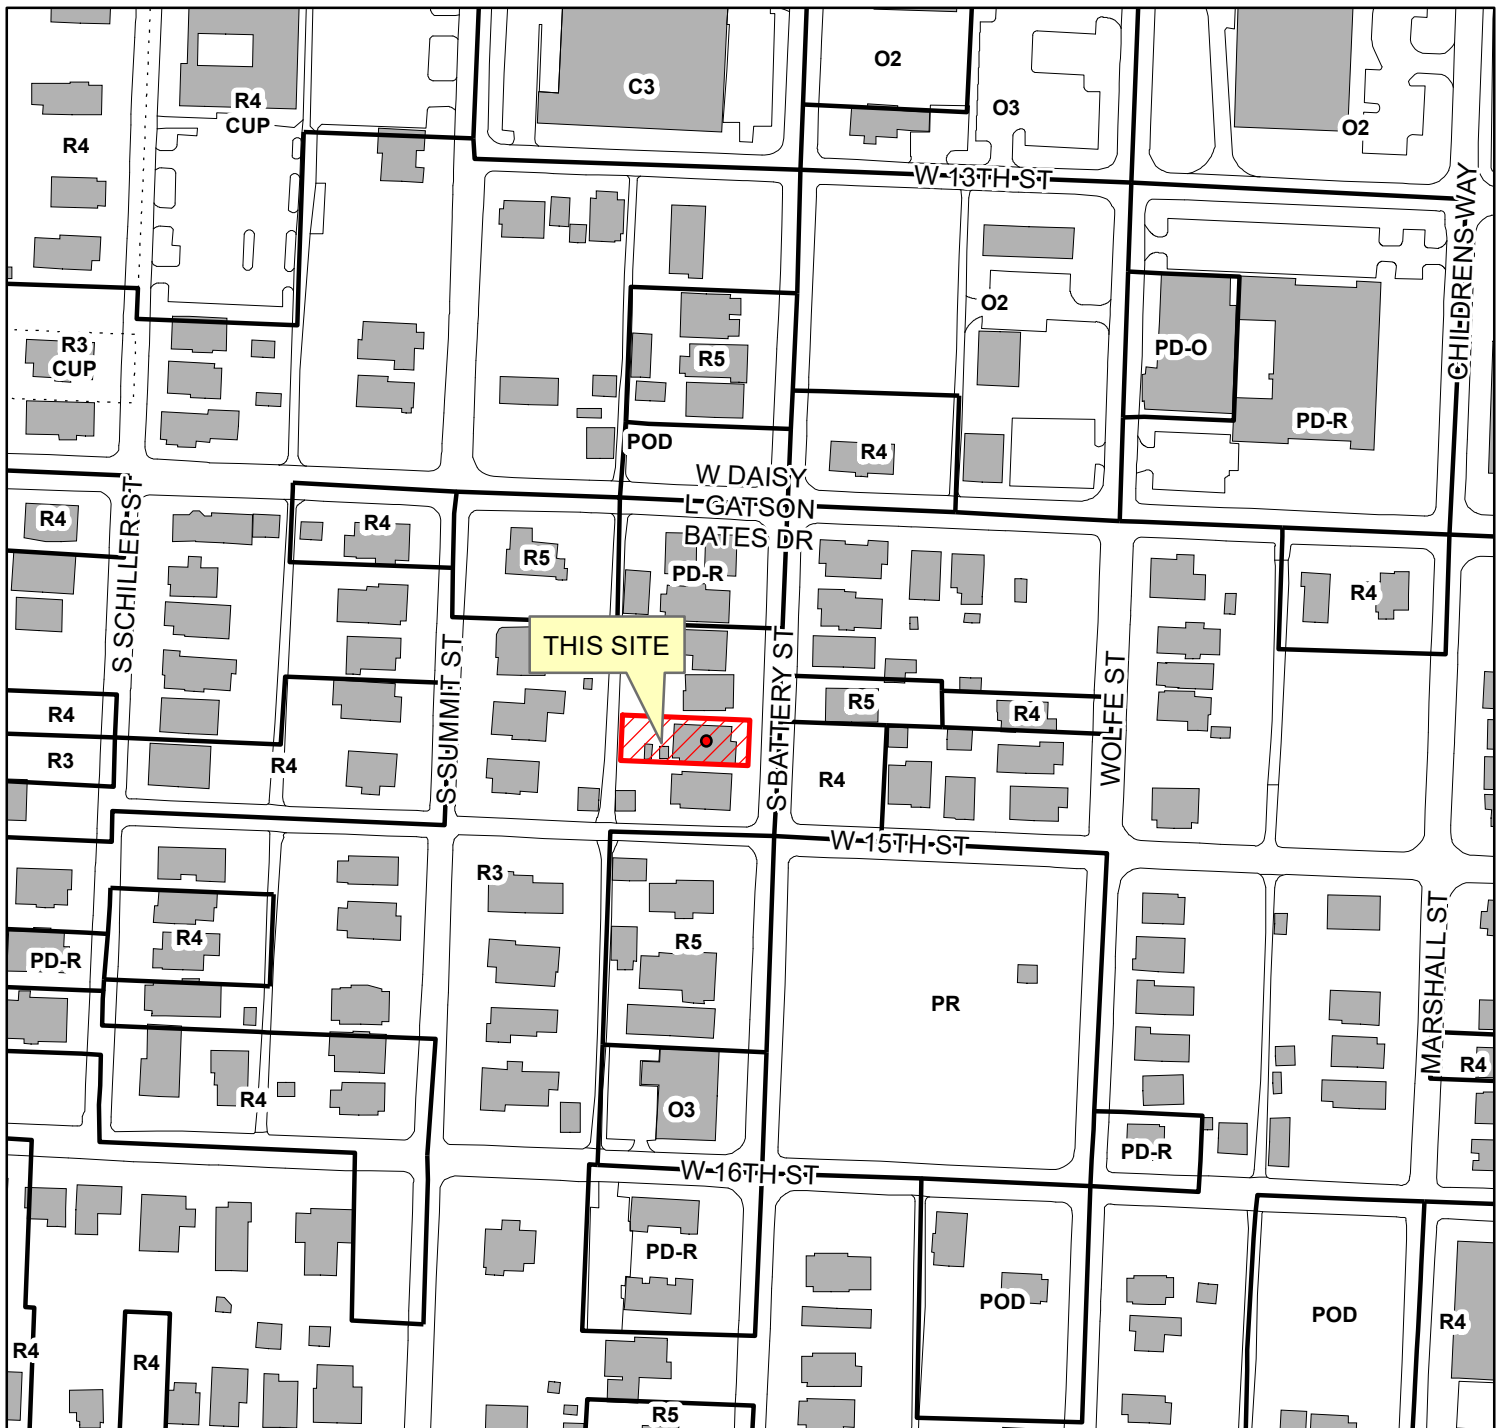 O2
C3
R4
CUP
O3
O2
R4
W 13TH ST
CHILDRENS WAY
O2
R3
CUP
PD-O
R5
PD-R
POD
R4
W DAISY
L GATSON
BATES DR
R4
R4
R5
PD-R
R4
S SCHILLER ST
THIS SITE
S SUMMIT ST
S BATTERY ST
WOLFE ST
R5
R4
R4
R3
R4
R4
W 15TH ST
R3
R4
R5
PD-R
PR
MARSHALL ST
R4
R4
O3
PD-R
W 16TH ST
PD-R
POD
POD
R4
R4
R4
R5